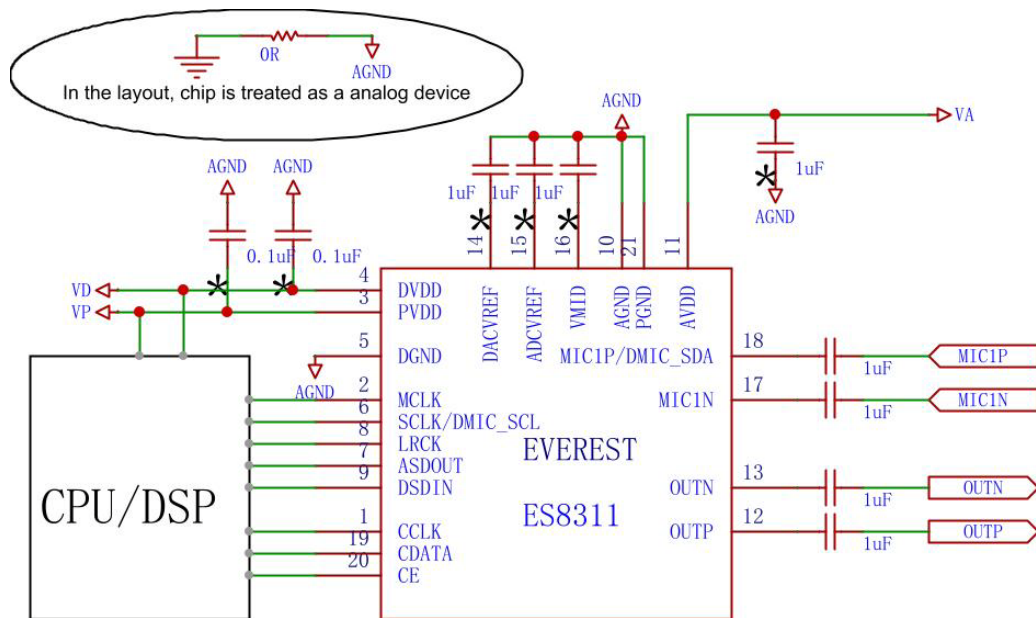 0R
AGND
In the layout, chip is treated as a analog device
AGND
VA
AGND
AGND
1uF
1uF
1uF
*
1uF
AGND
*
*
*
14
15
16
10
21
11
0.1uF
0.1uF
*
*
VD
4
DVDD
VP
3
PVDD
DACVREF
ADCVREF
VMID
AGND
PGND
AVDD
5
DGND
AGND
MIC1P/DMIC_SDA
18
1uF
MIC1P
2
MCLK
MIC1N
17
1uF
MIC1N
6
SCLK/DMIC_SCL
8
LRCK
7
ASDOUT
EVEREST
9
DSDIN
OUTN
13
1uF
OUTN
CPU/DSP
ES8311
1
CCLK
OUTP
12
1uF
OUTP
19
CDATA
20
CE